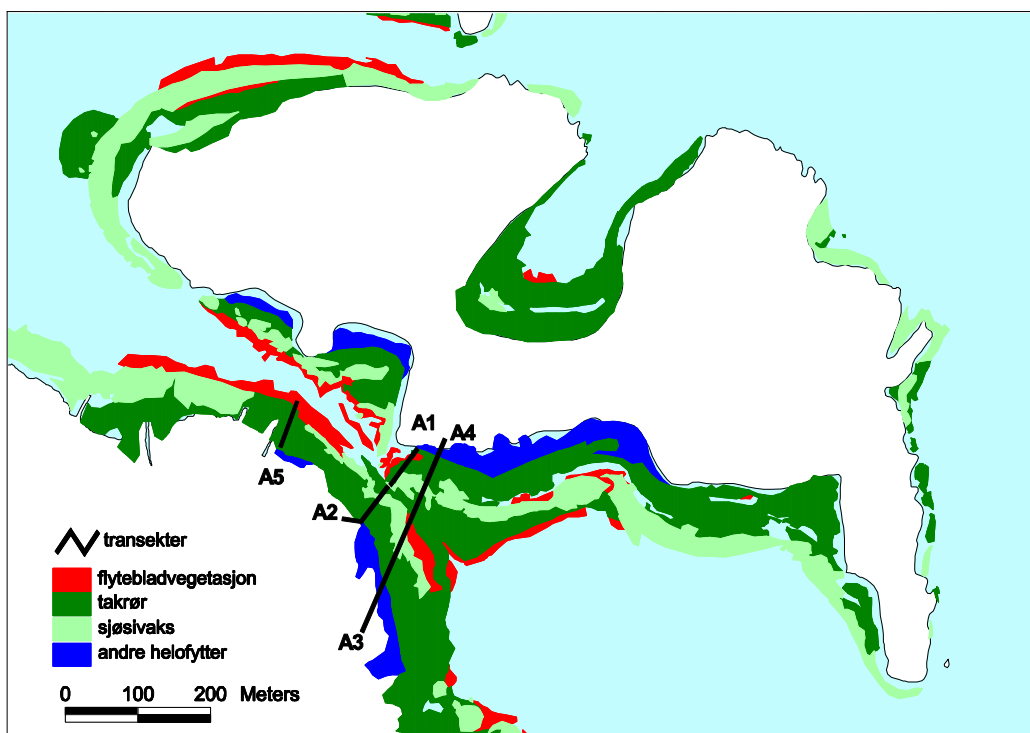 A1
A4
A5
A2
A3
transekter
flytebladvegetasjon
takrør
sjøsivaks
andre helofytter
0 100 200 Meters